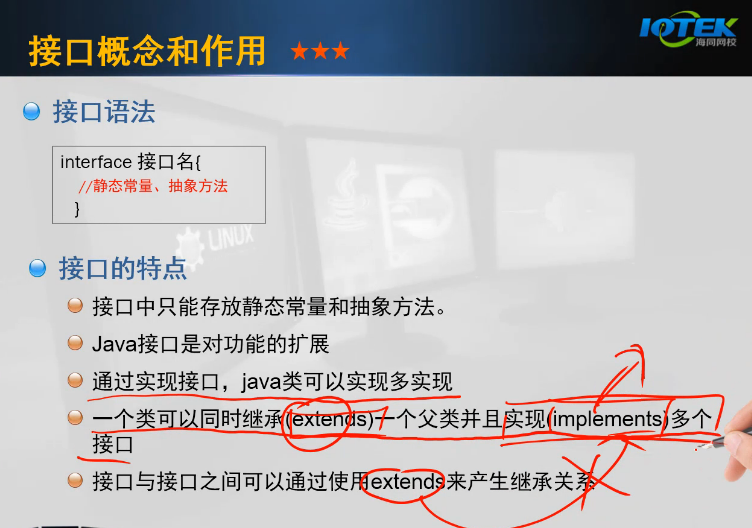 接口概念和作用 ★★★
IOTEK
海同网校
接口语法
interface 接口名{
//静态常量、抽象方法
}
LINUX
接口的特点
接口中只能存放静态常量和抽象方法。
Java接口是对功能的扩展
通过实现接口，java类可以实现多实现
一个类可以同时继承(extends)一个父类并且实现(implements)多个
接口
接口与接口之间可以通过使用extends来产生继承关系